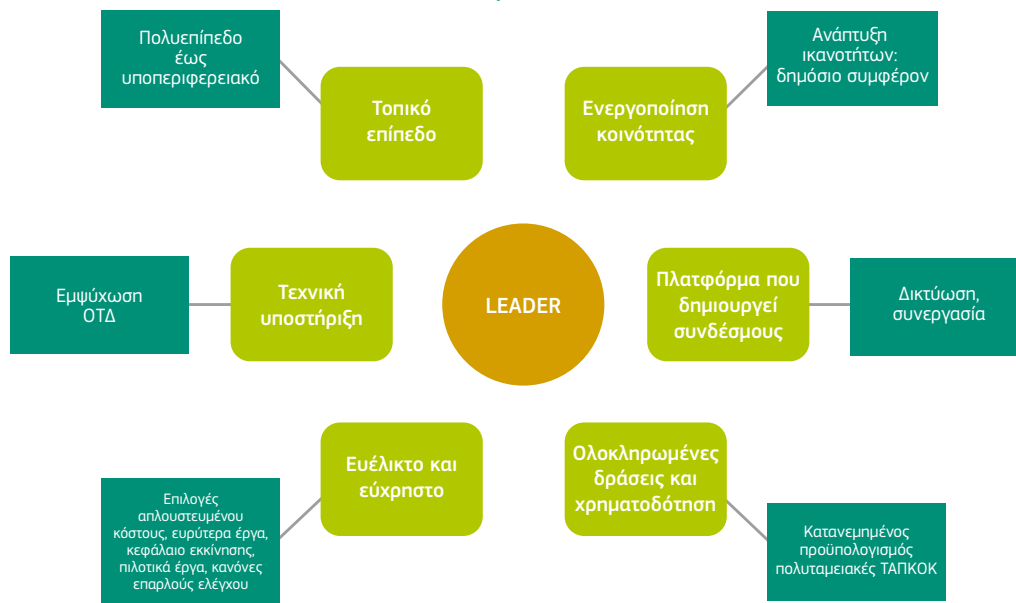 Πολυεπίπεδο
έως
υποπεριφερειακό
Τοπικό
επίπεδο
Ενεργοποίηση
κοινότητας
Ανάπτυξη
ικανοτήτων:
δημόσιο συμφέρον
Εμψύχωση
ΟΤΔ
Τεχνική
υποστήριξη
LEADER
Πλατφόρμα που
δημιουργεί
συνδέσμους
Δικτύωση,
συνεργασία
Επιλογές
απλουστευμένου
κόστους, ευρύτερα έργα,
κεφάλαιο εκκίνησης,
πιλοτικά έργα, κανόνες
επαρλούς ελέγχου
Ευέλικτο και
εύχρηστο
Ολοκληρωμένες
δράσεις και
χρηματοδότηση
Κατανεμημένος
προϋπολογισμός
πολυταμειακές ΤΑΠΚΟΚ